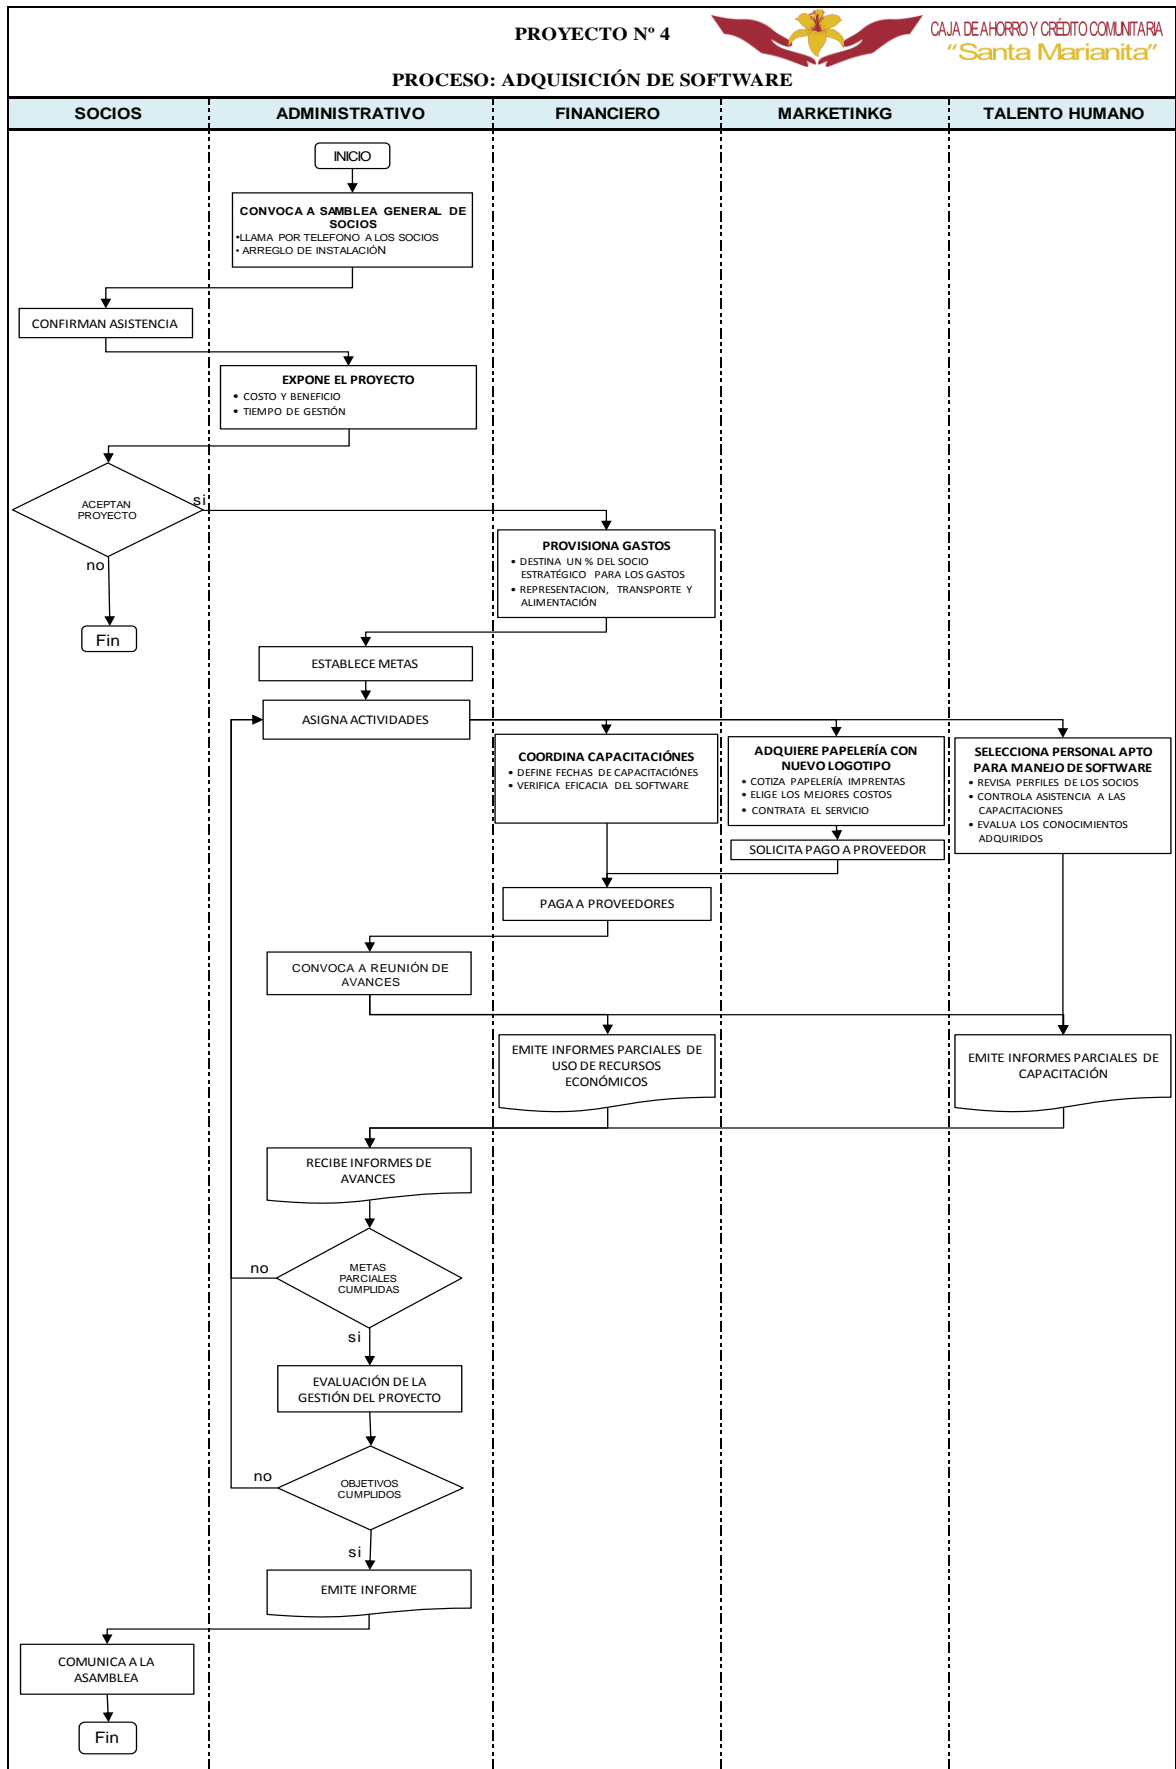 PROYECTO Nº 4
CAJA DE AHORRO Y CRÉDITO COMUNITARIA
“Santa Marianita”
PROCESO: ADQUISICIÓN DE SOFTWARE
SOCIOS
ADMINISTRATIVO
FINANCIERO
MARKETINKG
TALENTO HUMANO
INICIO
CONVOCA A SAMBLEA GENERAL DE
SOCIOS
•LLAMA POR TELEFONO A LOS SOCIOS
• ARREGLO DE INSTALACIÓN
CONFIRMAN ASISTENCIA
EXPONE EL PROYECTO
• COSTO Y BENEFICIO
• TIEMPO DE GESTIÓN
ACEPTAN
PROYECTO
si
no
Fin
PROVISIONA GASTOS
• DESTINA UN % DEL SOCIO
ESTRATÉGICO PARA LOS GASTOS
• REPRESENTACION, TRANSPORTE Y
ALIMENTACIÓN
ESTABLECE METAS
ASIGNA ACTIVIDADES
COORDINA CAPACITACIÓNES
• DEFINE FECHAS DE CAPACITACIÓNES
• VERIFICA EFICACIA DEL SOFTWARE
ADQUIERE PAPELERÍA CON
NUEVO LOGOTIPO
• COTIZA PAPELERÍA IMPRENTAS
• ELIGE LOS MEJORES COSTOS
• CONTRATA EL SERVICIO
SELECCIONA PERSONAL APTO
PARA MANEJO DE SOFTWARE
• REVISA PERFILES DE LOS SOCIOS
• CONTROLA ASISTENCIA A LAS
CAPACITACIONES
• EVALUA LOS CONOCIMIENTOS
ADQUIRIDOS
SOLICITA PAGO A PROVEEDOR
PAGA A PROVEEDORES
CONVOCA A REUNIÓN DE
AVANCES
EMITE INFORMES PARCIALES DE
USO DE RECURSOS
ECONÓMICOS
EMITE INFORMES PARCIALES DE
CAPACITACIÓN
RECIBE INFORMES DE
AVANCES
METAS
PARCIALES
CUMPLIDAS
no
si
EVALUACIÓN DE LA
GESTIÓN DEL PROYECTO
OBJETIVOS
CUMPLIDOS
no
si
EMITE INFORME
COMUNICA A LA
ASAMBLEA
Fin